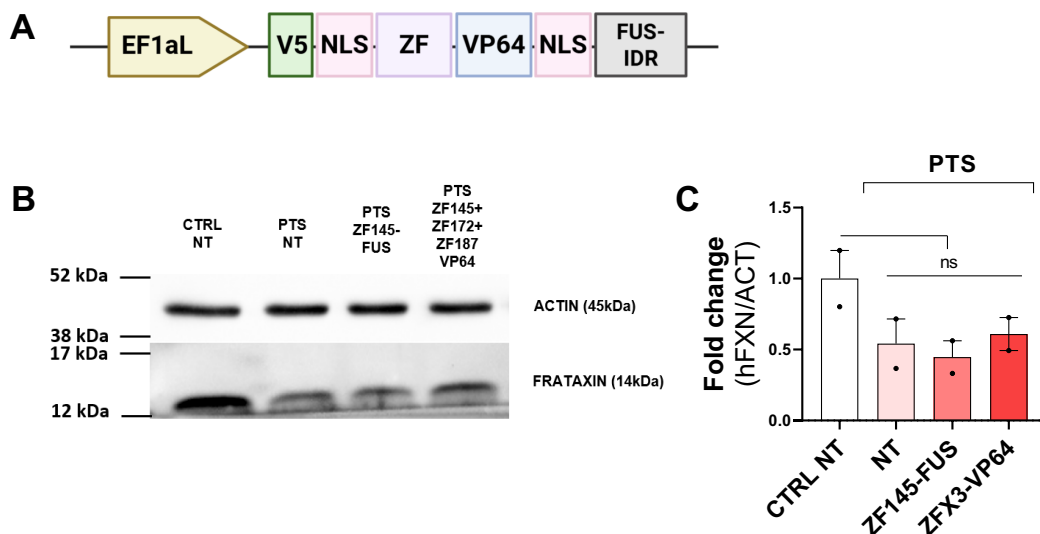 A
EF1aL
V5
NLS
ZF
VP64
NLS
FUS-
IDR
B
CTRL
NT
PTS
NT
PTS
ZF145-
FUS
PTS
ZF145+
ZF172+
ZF187
VP64
52 kDa
38 kDa
17 kDa
12 kDa
ACTIN (45kDa)
FRATAXIN (14kDa)
C
PTS
Fold change
(hFXN/ACT)
1.5
1.0
0.5
0.0
ns
CTRL NT
NT
ZF145-FUS
ZFX3-VP64